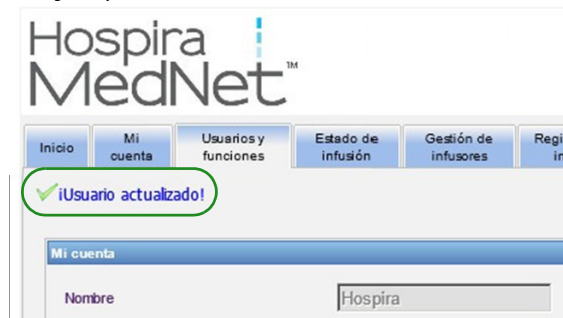 Hospira
MedNet™
Inicio
Mi
cuenta
Usuarios y
funciones
Estado de
infusión
Gestión de
infusores
¡Usuario actualizado!
Mi cuenta
Nombre
Hospira